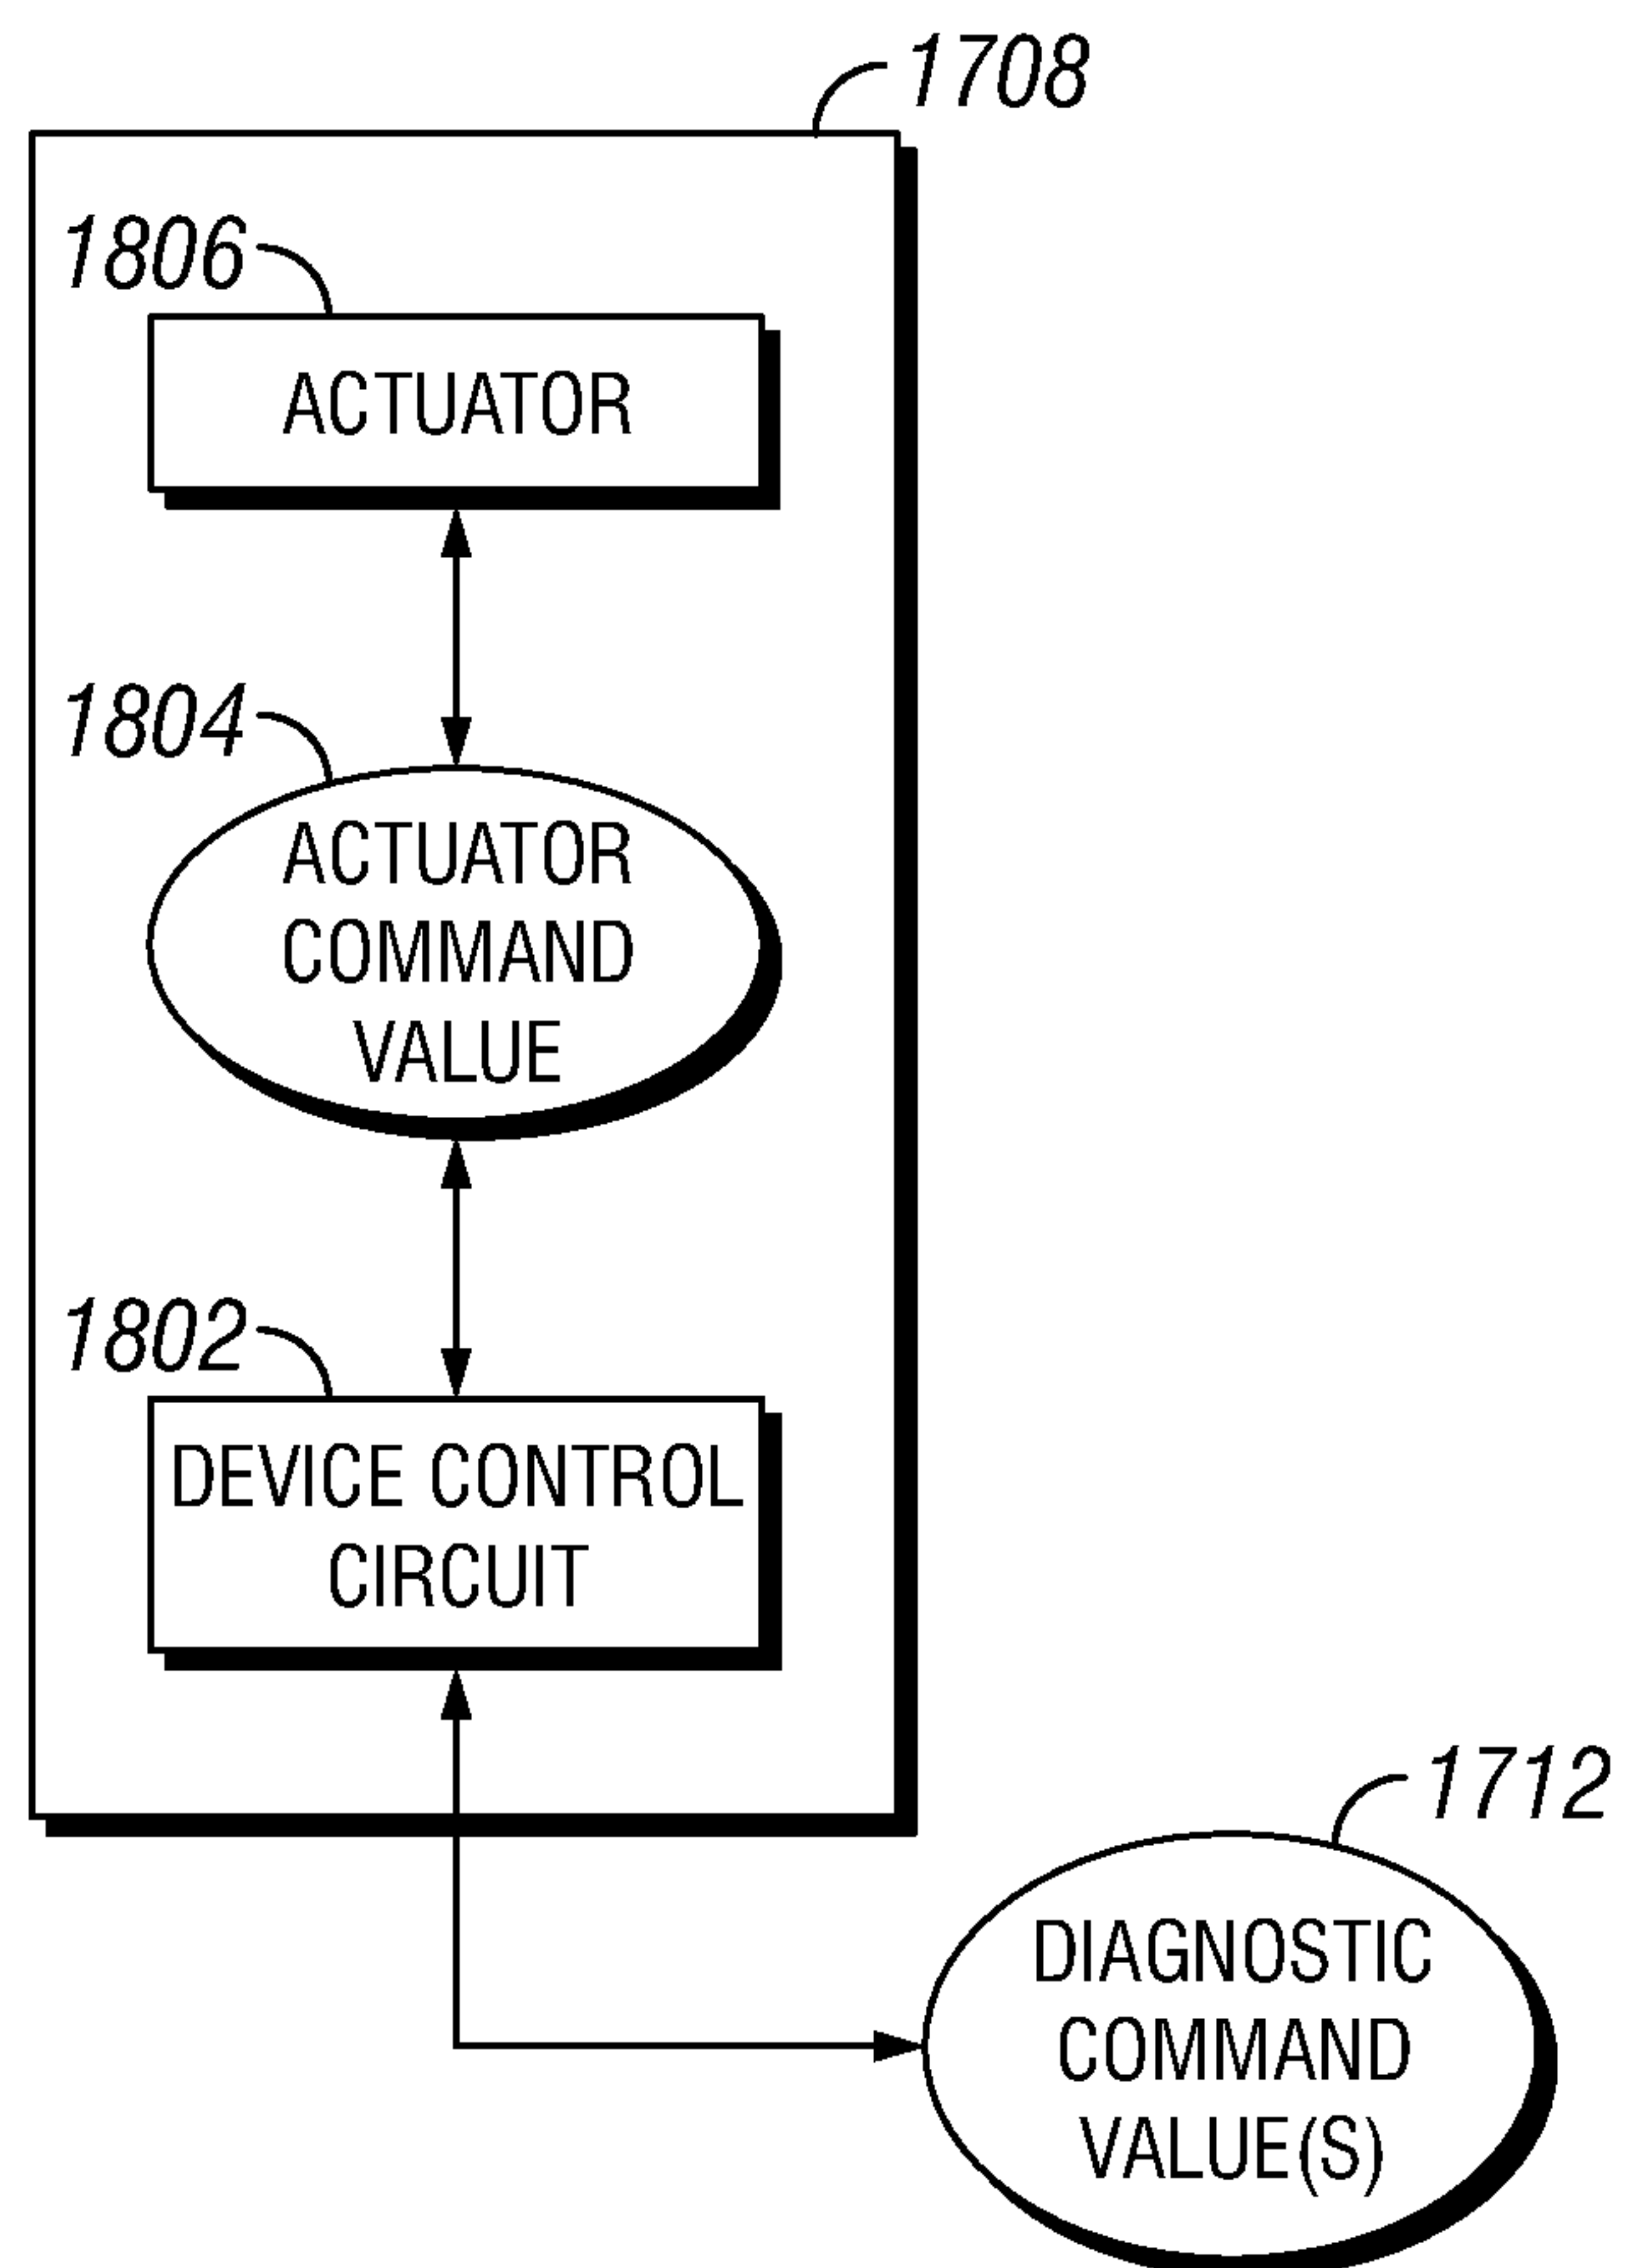 1708
1806
ACTUATOR
1804
ACTUATOR
COMMAND
VALUE
1802
DEVICE CONTROL
CIRCUIT
1712
DIAGNOSTIC
COMMAND
VALUE(S)